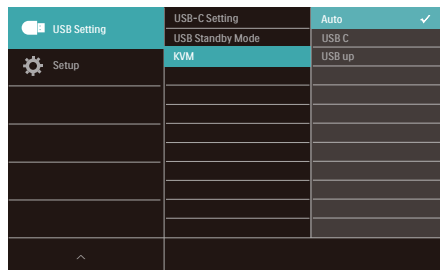 USB Setting
Setup
USB-C Setting
USB Standby Mode
KVM
Auto
USB C
USB up